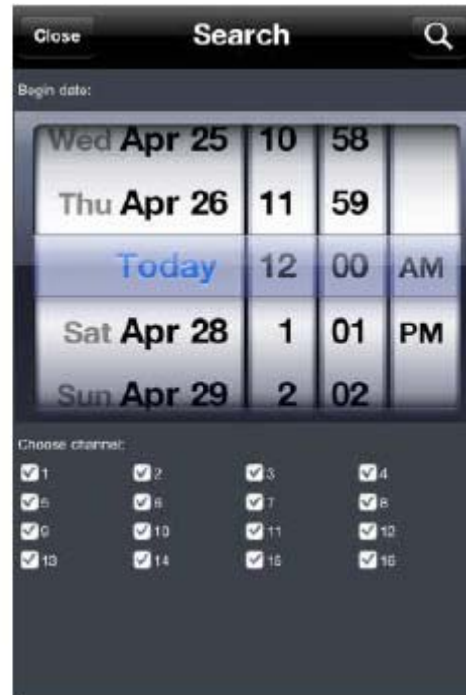 Close Search
Begin date:
Wed Apr 25 10 58
Thu Apr 26 11 59
Today 12 00 AM
Sat Apr 28 1 01 PM
Sun Apr 29 2 02
Choose channel:
1 2 3 4
5 6 7 8
9 10 11 12
13 14 15 16